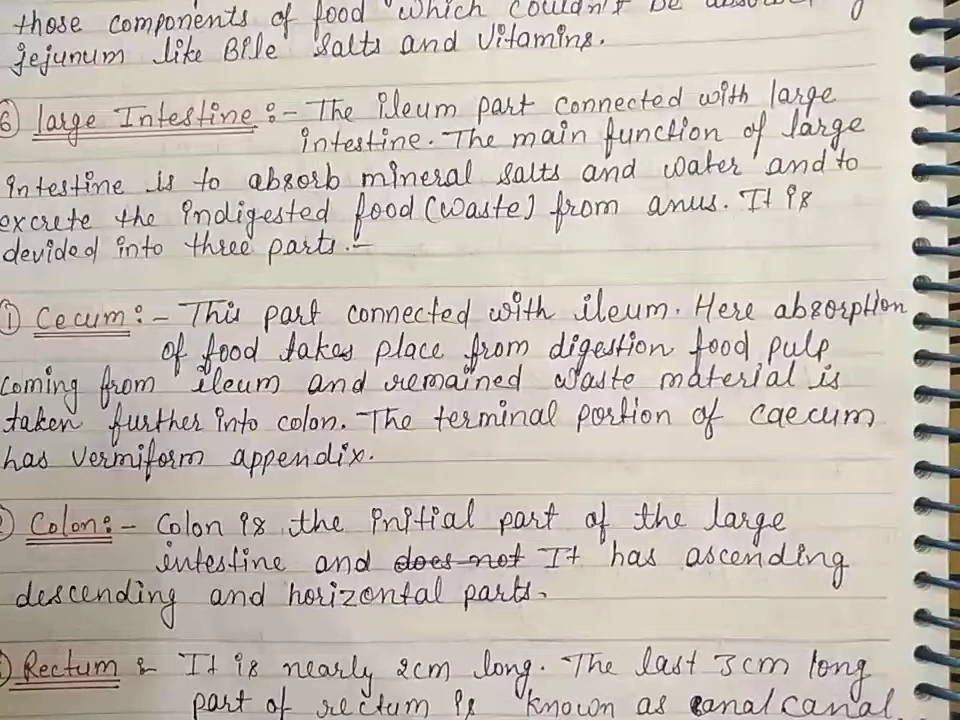 those components of food which couldn't be
jejunum like Bile salts and vitamins.
6) large Intestine :- The ileum part connected with large
intestine. The main function of large
intestine is to absorb mineral salts and water and to
excrete the indigested food (waste) from anus. It is
devided into three parts.-
1) Cecum :- This part connected with ileum. Here absorption
of food takes place from digestion food pulp
coming from ileum and remained waste material is
taken further into colon. The terminal portion of caecum
has vermiform appendix.
Colon :- Colon is the initial part of the large
intestine and does not It has ascending
descending and horizental parts.
Rectum :- It is nearly 2cm long. The last 3cm long
part of rectum is known as canal.